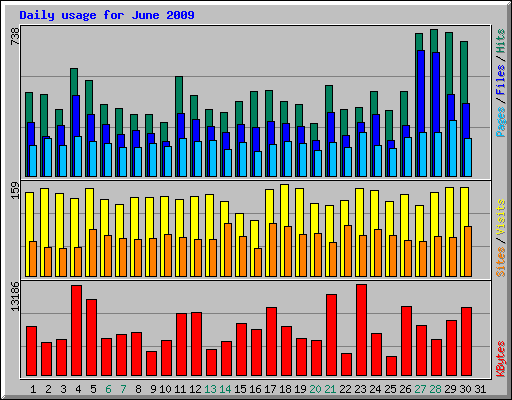 Daily usage for June 2009
738
Pages / Files / Hits
159
Sites / Visits
13186
KBytes
1 2 3 4 5 6 7 8 9 10 11 12 13 14 15 16 17 18 19 20 21 22 23 24 25 26 27 28 29 30 31